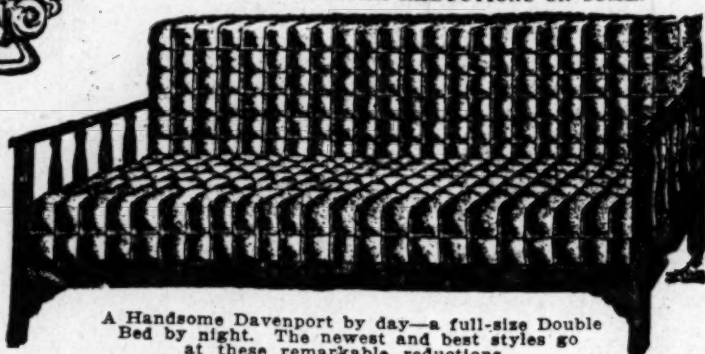 A Handsome Davenport by day—a full-size Double
Bed by night. The newest and best styles go
at these remarkable reductions